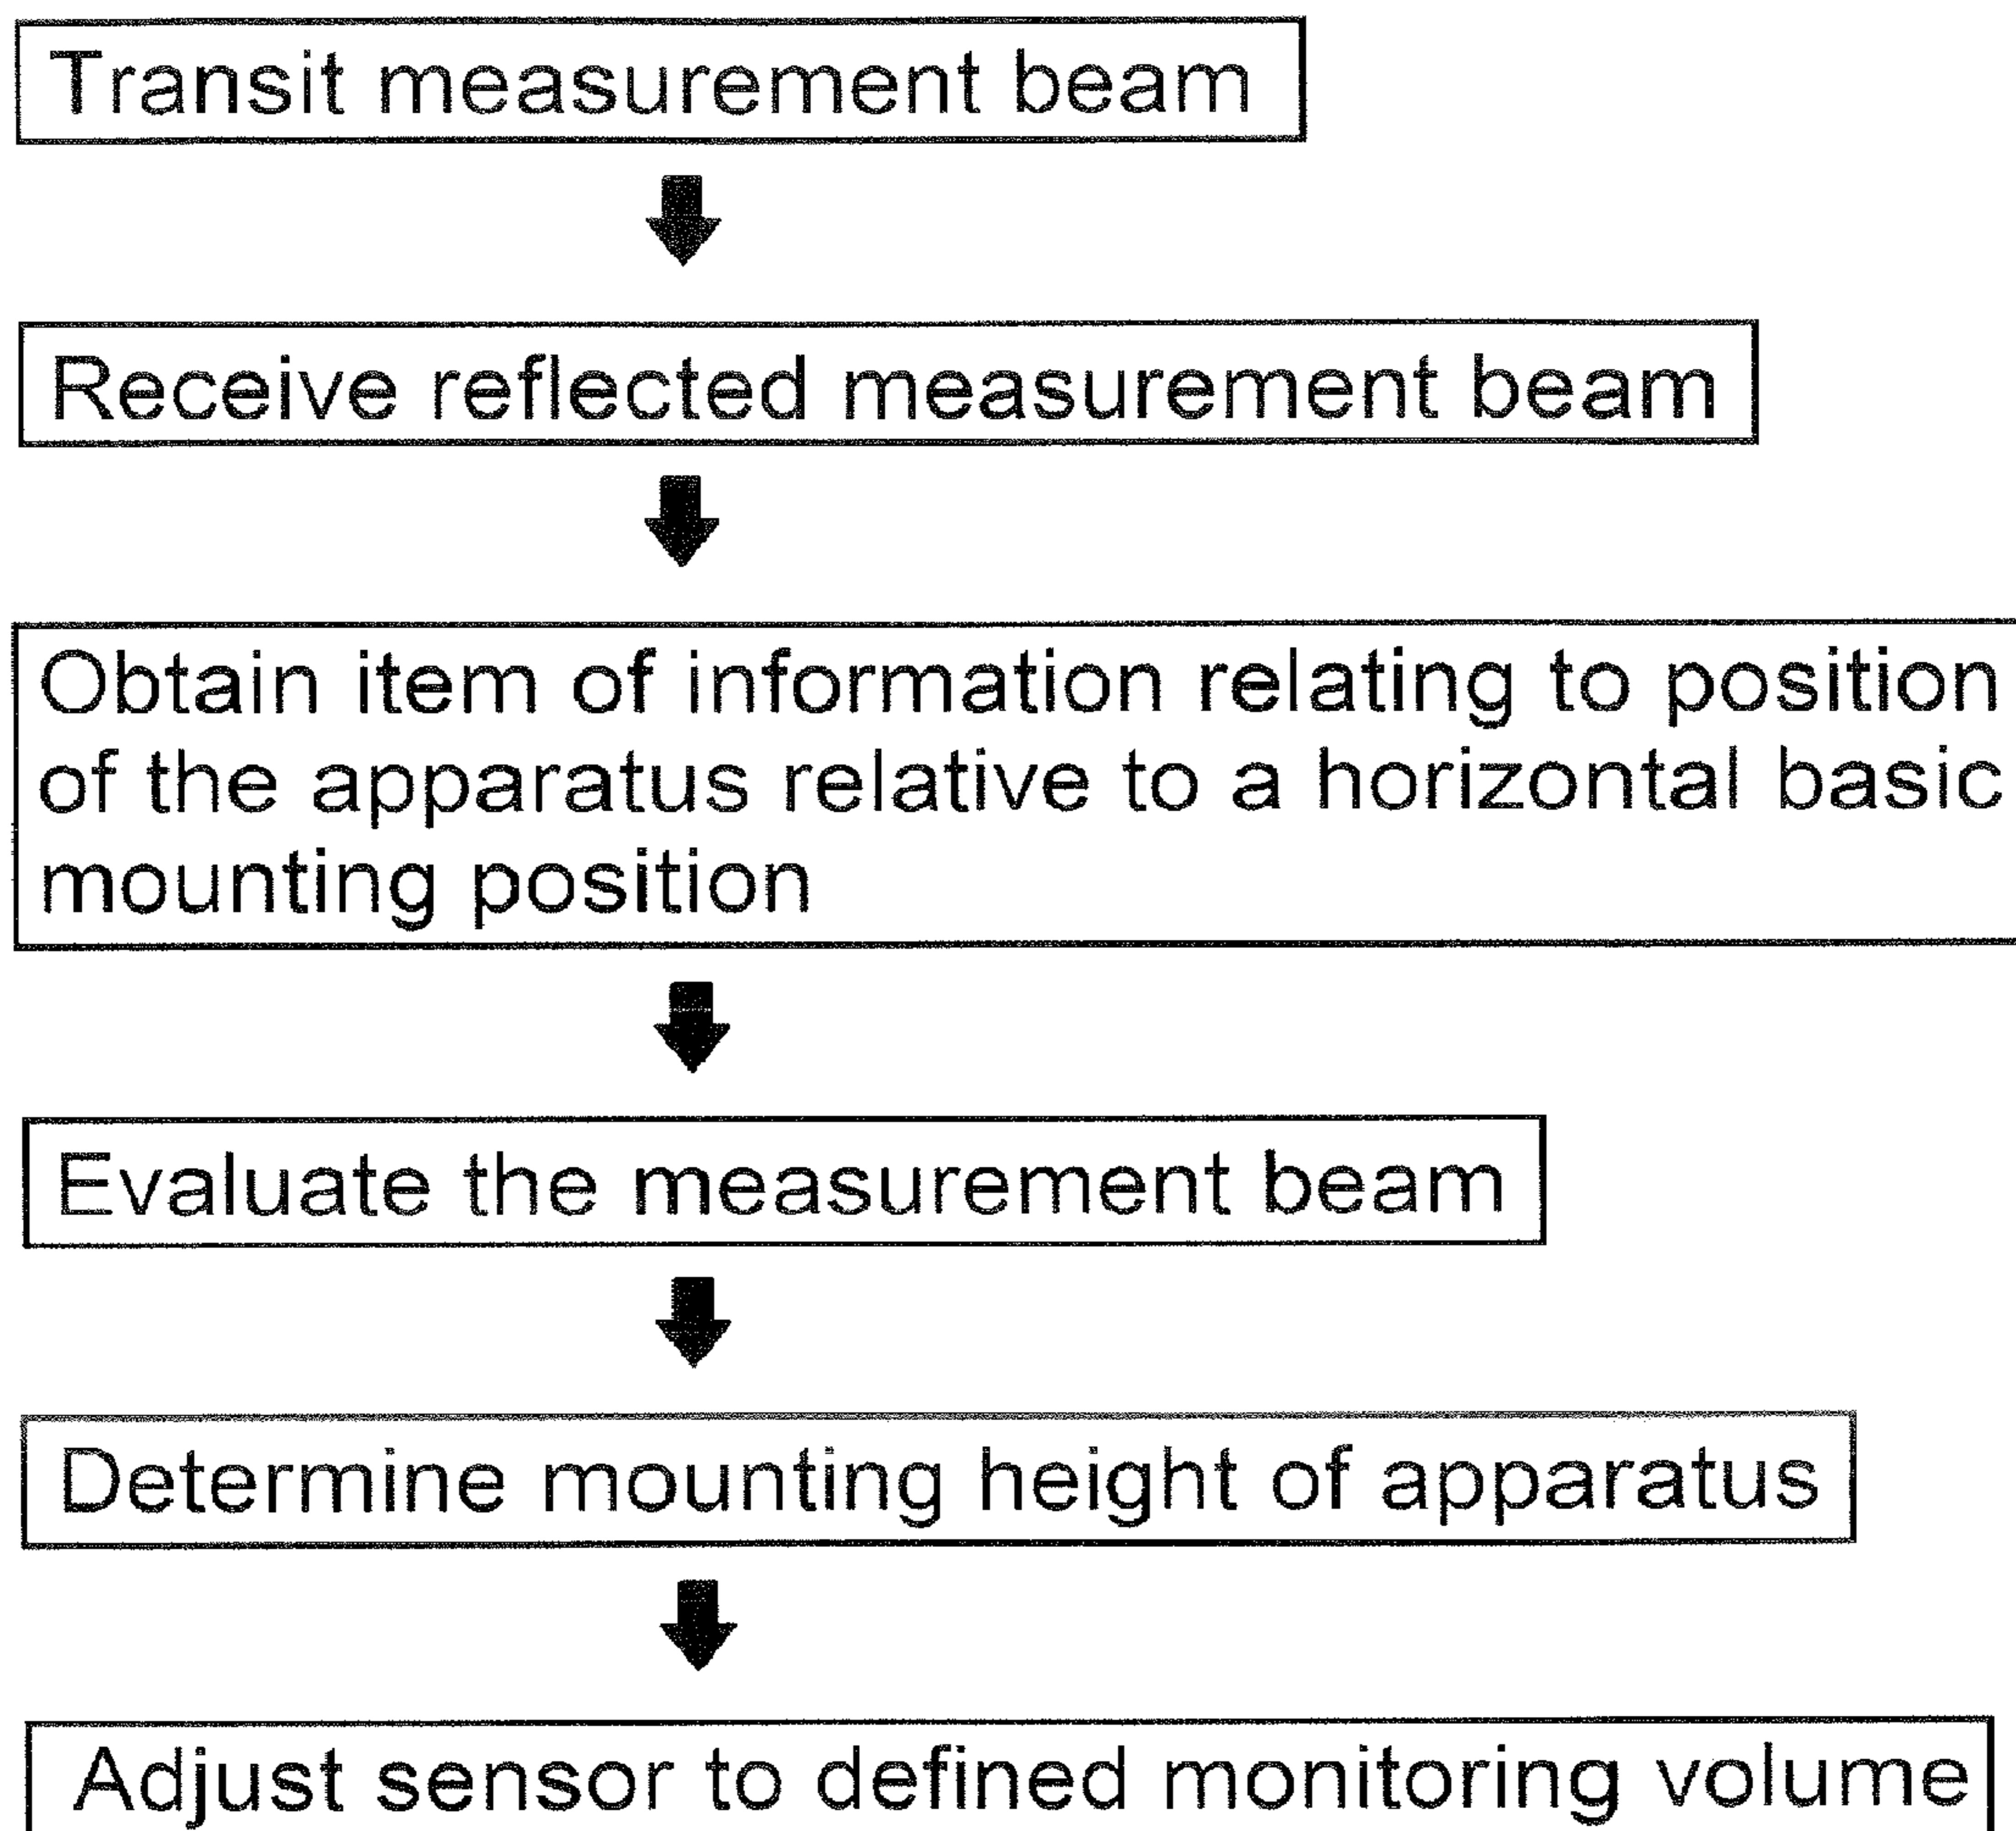 Transit measurement beam
Receive reflected measurement beam
Obtain item of information relating to position
of the apparatus relative to a horizontal basic
mounting position
Evaluate the measurement beam
Determine mounting height of apparatus
Adjust sensor to defined monitoring volume